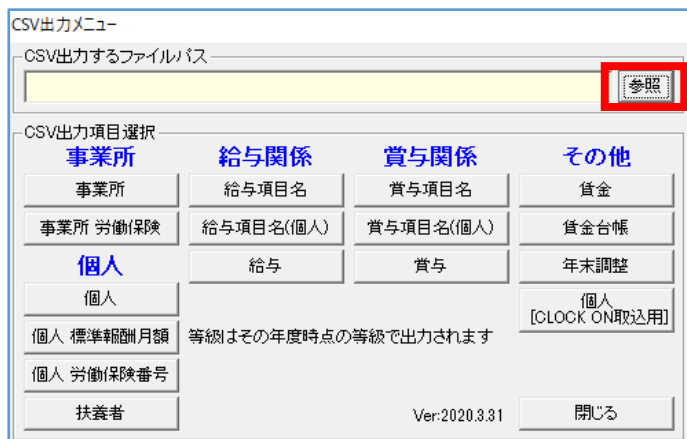 CSV出力メニュー
CSV出力するファイルパス
参照
CSV出力項目選択
事業所
給与関係
賞与関係
その他
事業所
給与項目名
賞与項目名
賃金
事業所 労働保険
給与項目名(個人)
賞与項目名(個人)
賃金台帳
個人
給与
賞与
年末調整
個人
個人
[CLOCK ON取込用]
個人 標準報酬月額
等級はその年度時点の等級で出力されます
個人 労働保険番号
扶養者
Ver:2020.3.31
閉じる